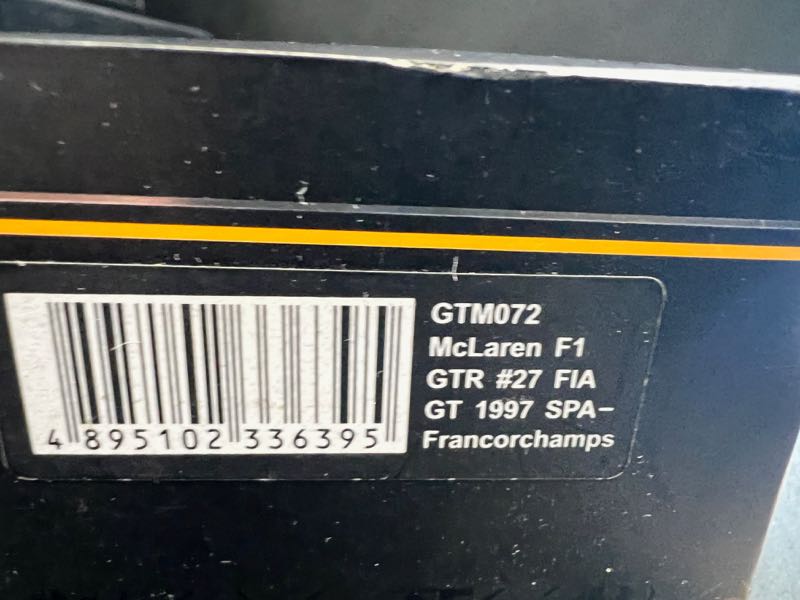 GTM072
McLaren F1
GTR #27 FIA
GT 1997 SPA-
Francorchamps
4 895102 336395